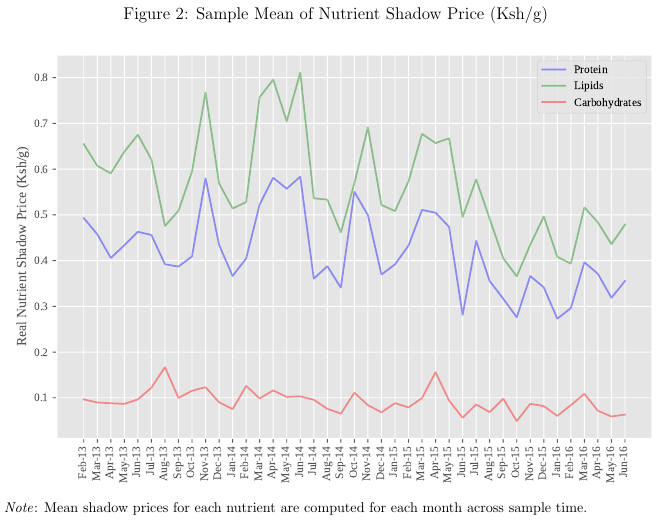 Figure 2: Sample Mean of Nutrient Shadow Price (Ksh/g)
Protein
Lipids
Carbohydrates
Real Nutrient Shadow Price (Ksh/g)
0.8
0.7
0.6
0.5
0.4
0.3
0.2
0.1
Feb-13
Mar-13
Apr-13
May-13
Jun-13
Jul-13
Aug-13
Sep-13
Oct-13
Nov-13
Dec-13
Jan-14
Feb-14
Mar-14
Apr-14
May-14
Jun-14
Jul-14
Aug-14
Sep-14
Oct-14
Nov-14
Dec-14
Jan-15
Feb-15
Mar-15
Apr-15
May-15
Jun-15
Jul-15
Aug-15
Sep-15
Oct-15
Nov-15
Dec-15
Jan-16
Feb-16
Mar-16
Apr-16
May-16
Jun-16
Note: Mean shadow prices for each nutrient are computed for each month across sample time.